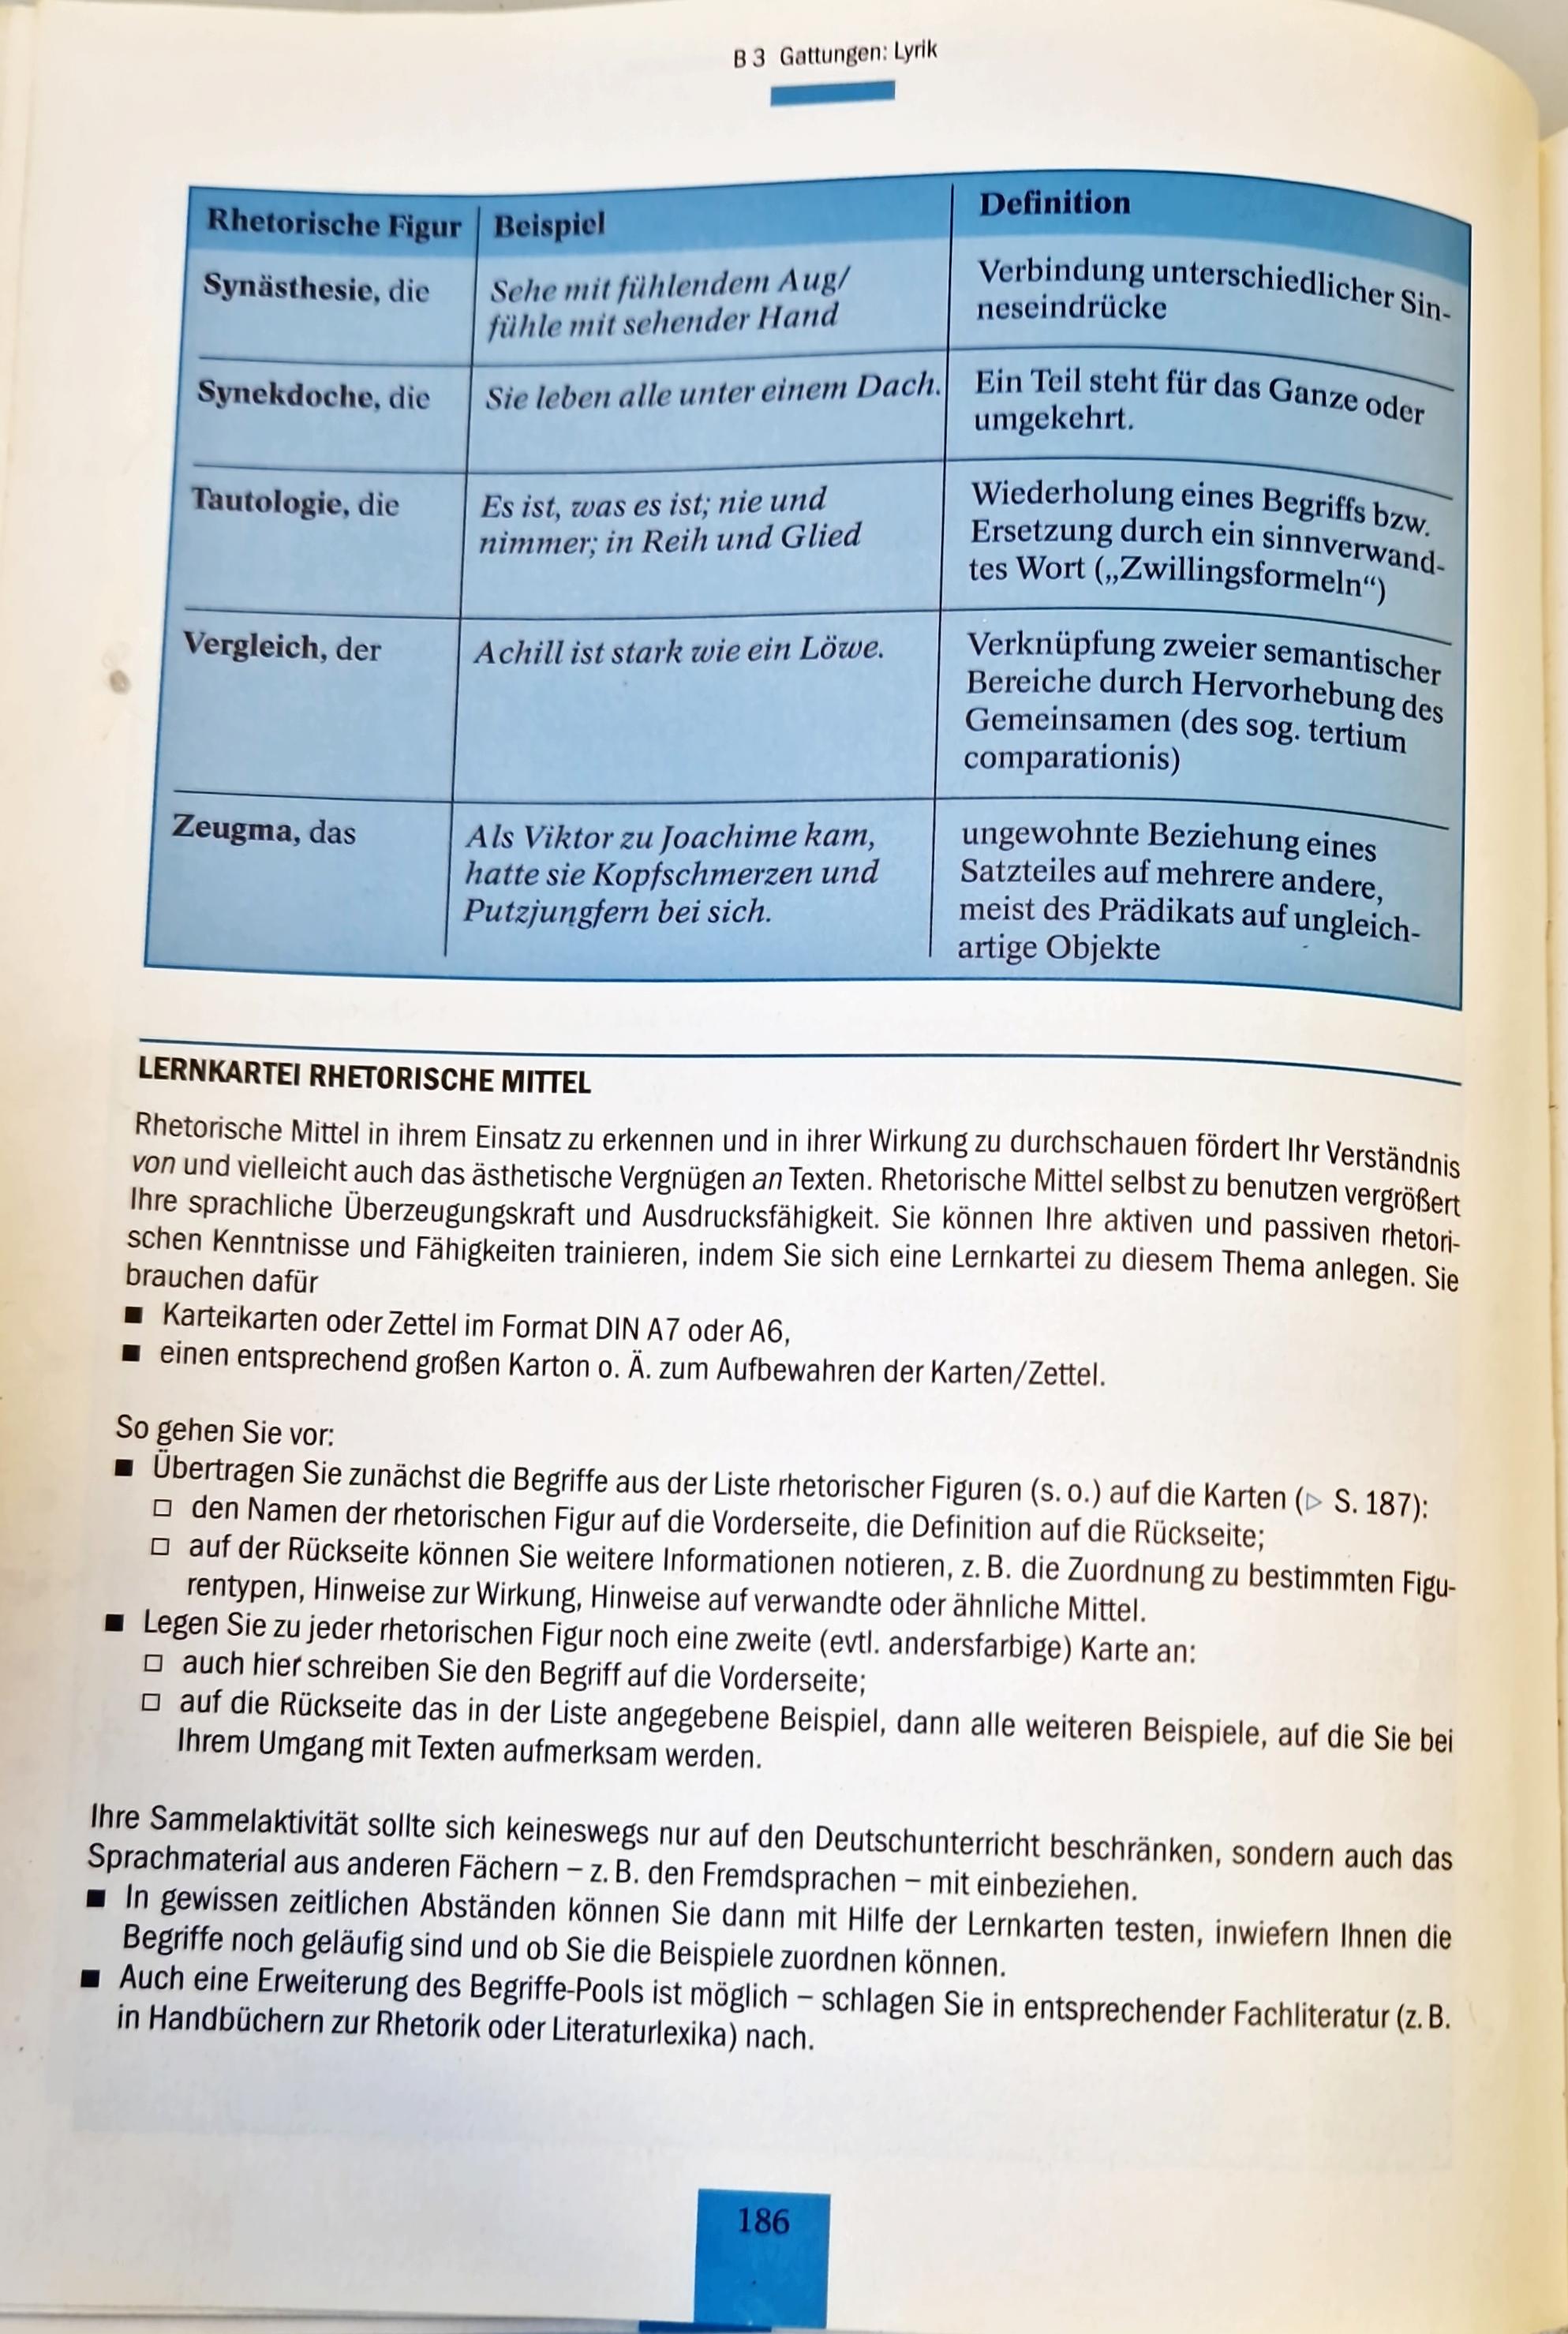 B 3 Gattungen: Lyrik
Rhetorische Figur
Beispiel
Definition
Synästhesie, die
Sehe mit fühlendem Aug/
fühle mit sehender Hand
Verbindung unterschiedlicher Sin-
neseindrücke
Synekdoche, die
Sie leben alle unter einem Dach.
Ein Teil steht für das Ganze oder
umgekehrt.
Tautologie, die
Es ist, was es ist; nie und
nimmer; in Reih und Glied
Wiederholung eines Begriffs bzw.
Ersetzung durch ein sinnverwand-
tes Wort („Zwillingsformeln“)
Vergleich, der
Achill ist stark wie ein Löwe.
Verknüpfung zweier semantischer
Bereiche durch Hervorhebung des
Gemeinsamen (des sog. tertium
comparationis)
Zeugma, das
Als Viktor zu Joachime kam,
hatte sie Kopfschmerzen und
Putzjungfern bei sich.
ungewohnte Beziehung eines
Satzteiles auf mehrere andere,
meist des Prädikats auf ungleich-
artige Objekte
LERNKARTEI RHETORISCHE MITTEL
Rhetorische Mittel in ihrem Einsatz zu erkennen und in ihrer Wirkung zu durchschauen fördert Ihr Verständnis
von und vielleicht auch das ästhetische Vergnügen an Texten. Rhetorische Mittel selbst zu benutzen vergrößert
Ihre sprachliche Überzeugungskraft und Ausdrucksfähigkeit. Sie können Ihre aktiven und passiven rhetori-
schen Kenntnisse und Fähigkeiten trainieren, indem Sie sich eine Lernkartei zu diesem Thema anlegen. Sie
brauchen dafür
■ Karteikarten oder Zettel im Format DIN A7 oder A6,
■ einen entsprechend großen Karton o. Ä. zum Aufbewahren der Karten/Zettel.
So gehen Sie vor:
■ Übertragen Sie zunächst die Begriffe aus der Liste rhetorischer Figuren (s. o.) auf die Karten (▷ S. 187):
□ den Namen der rhetorischen Figur auf die Vorderseite, die Definition auf die Rückseite;
□ auf der Rückseite können Sie weitere Informationen notieren, z. B. die Zuordnung zu bestimmten Figu-
rentypen, Hinweise zur Wirkung, Hinweise auf verwandte oder ähnliche Mittel.
■ Legen Sie zu jeder rhetorischen Figur noch eine zweite (evtl. andersfarbige) Karte an:
□ auch hier schreiben Sie den Begriff auf die Vorderseite;
□ auf die Rückseite das in der Liste angegebene Beispiel, dann alle weiteren Beispiele, auf die Sie bei
Ihrem Umgang mit Texten aufmerksam werden.
Ihre Sammelaktivität sollte sich keineswegs nur auf den Deutschunterricht beschränken, sondern auch das
Sprachmaterial aus anderen Fächern – z. B. den Fremdsprachen – mit einbeziehen.
■ In gewissen zeitlichen Abständen können Sie dann mit Hilfe der Lernkarten testen, inwiefern Ihnen die
Begriffe noch geläufig sind und ob Sie die Beispiele zuordnen können.
■ Auch eine Erweiterung des Begriffe-Pools ist möglich – schlagen Sie in entsprechender Fachliteratur (z. B.
in Handbüchern zur Rhetorik oder Literaturlexika) nach.
186